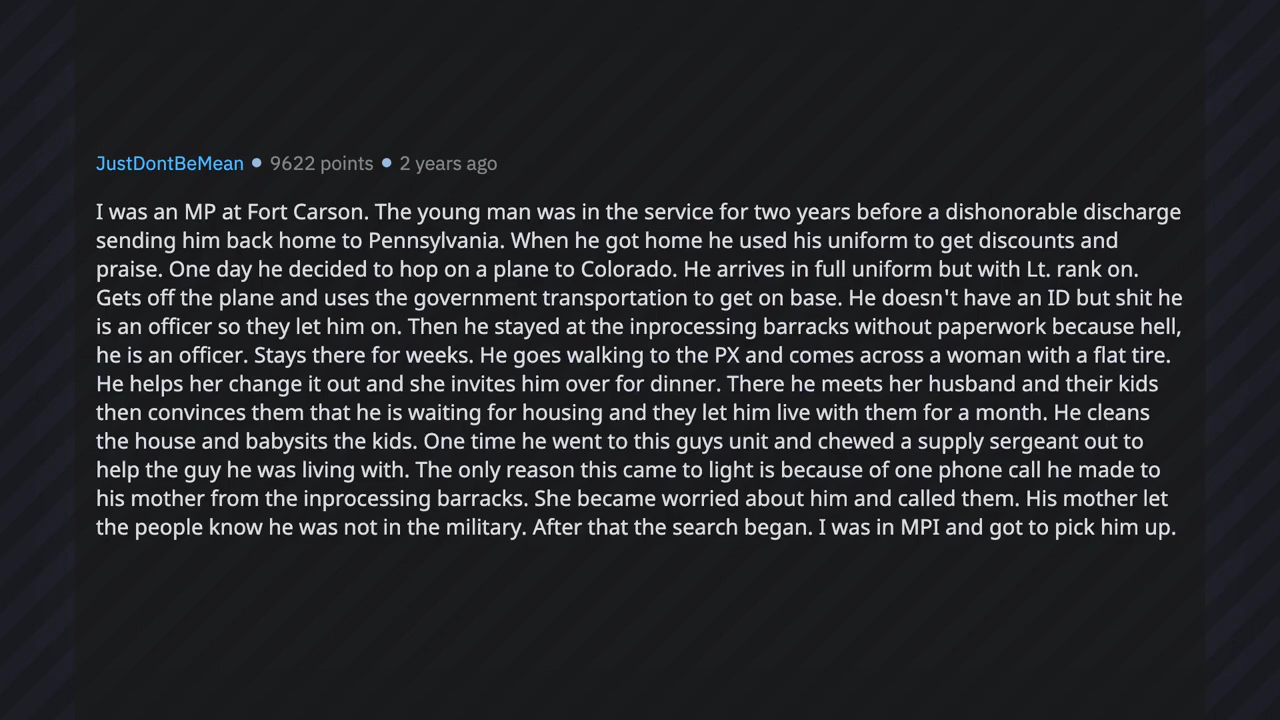 JustDontBeMean • 9622 points • 2 years ago
I was an MP at Fort Carson. The young man was in the service for two years before a dishonorable discharge
sending him back home to Pennsylvania. When he got home he used his uniform to get discounts and
praise. One day he decided to hop on a plane to Colorado. He arrives in full uniform but with Lt. rank on.
Gets off the plane and uses the government transportation to get on base. He doesn't have an ID but shit he
is an officer so they let him on. Then he stayed at the inprocessing barracks without paperwork because hell,
he is an officer. Stays there for weeks. He goes walking to the PX and comes across a woman with a flat tire.
He helps her change it out and she invites him over for dinner. There he meets her husband and their kids
then convinces them that he is waiting for housing and they let him live with them for a month. He cleans
the house and babysits the kids. One time he went to this guys unit and chewed a supply sergeant out to
help the guy he was living with. The only reason this came to light is because of one phone call he made to
his mother from the inprocessing barracks. She became worried about him and called them. His mother let
the people know he was not in the military. After that the search began. I was in MPI and got to pick him up.